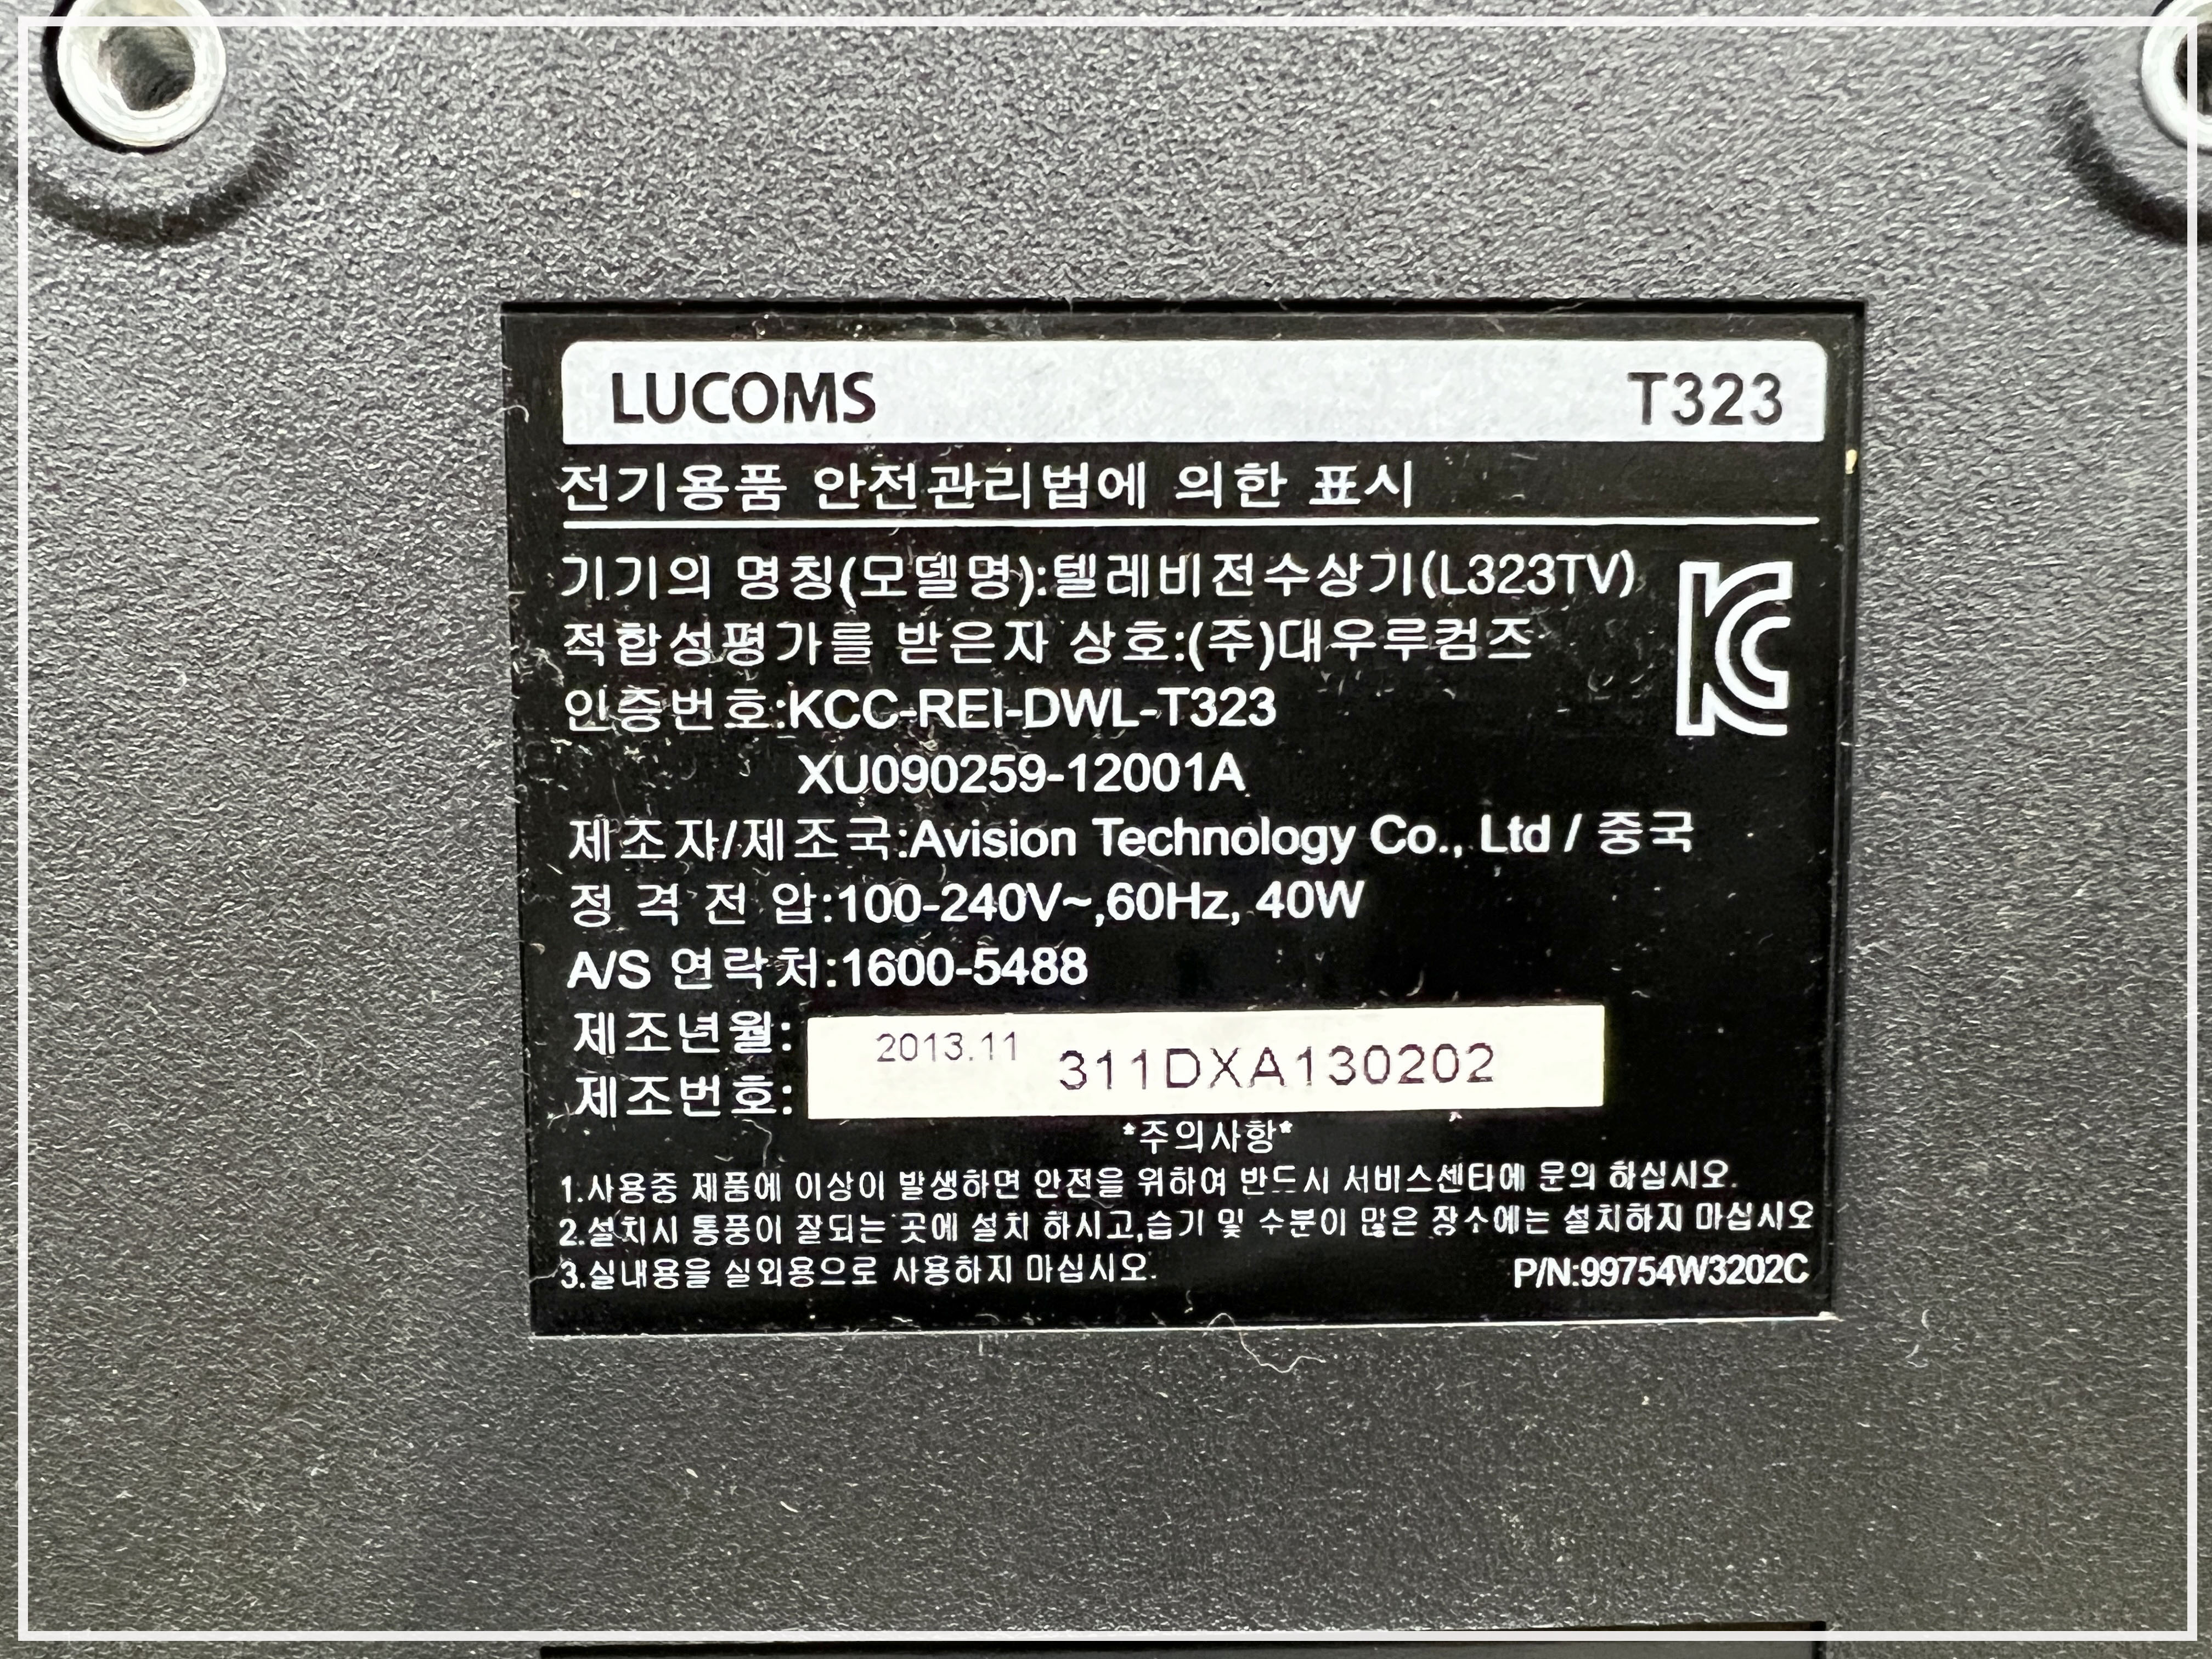 LUCOMS T323
전기용품 안전관리법에 의한 표시
기기의 명칭(모델명):텔레비전수상기(L323TV)
적합성평가를 받은자 상호:(주)대우루컴즈
인증번호:KCC-REI-DWL-T323
XU090259-12001A
제조자/제조국:Avision Technology Co., Ltd / 중국
정 격 전 압:100-240V~,60Hz, 40W
A/S 연락처:1600-5488
제조년월: 2013.11
제조번호: 311DXA130202
*주의사항*
1.사용중 제품에 이상이 발생하면 안전을 위하여 반드시 서비스센터에 문의 하십시오.
2.설치시 통풍이 잘되는 곳에 설치 하시고,습기 및 수분이 많은 장소에는 설치하지 마십시오
3.실내용을 실외용으로 사용하지 마십시오. P/N:99754W3202C